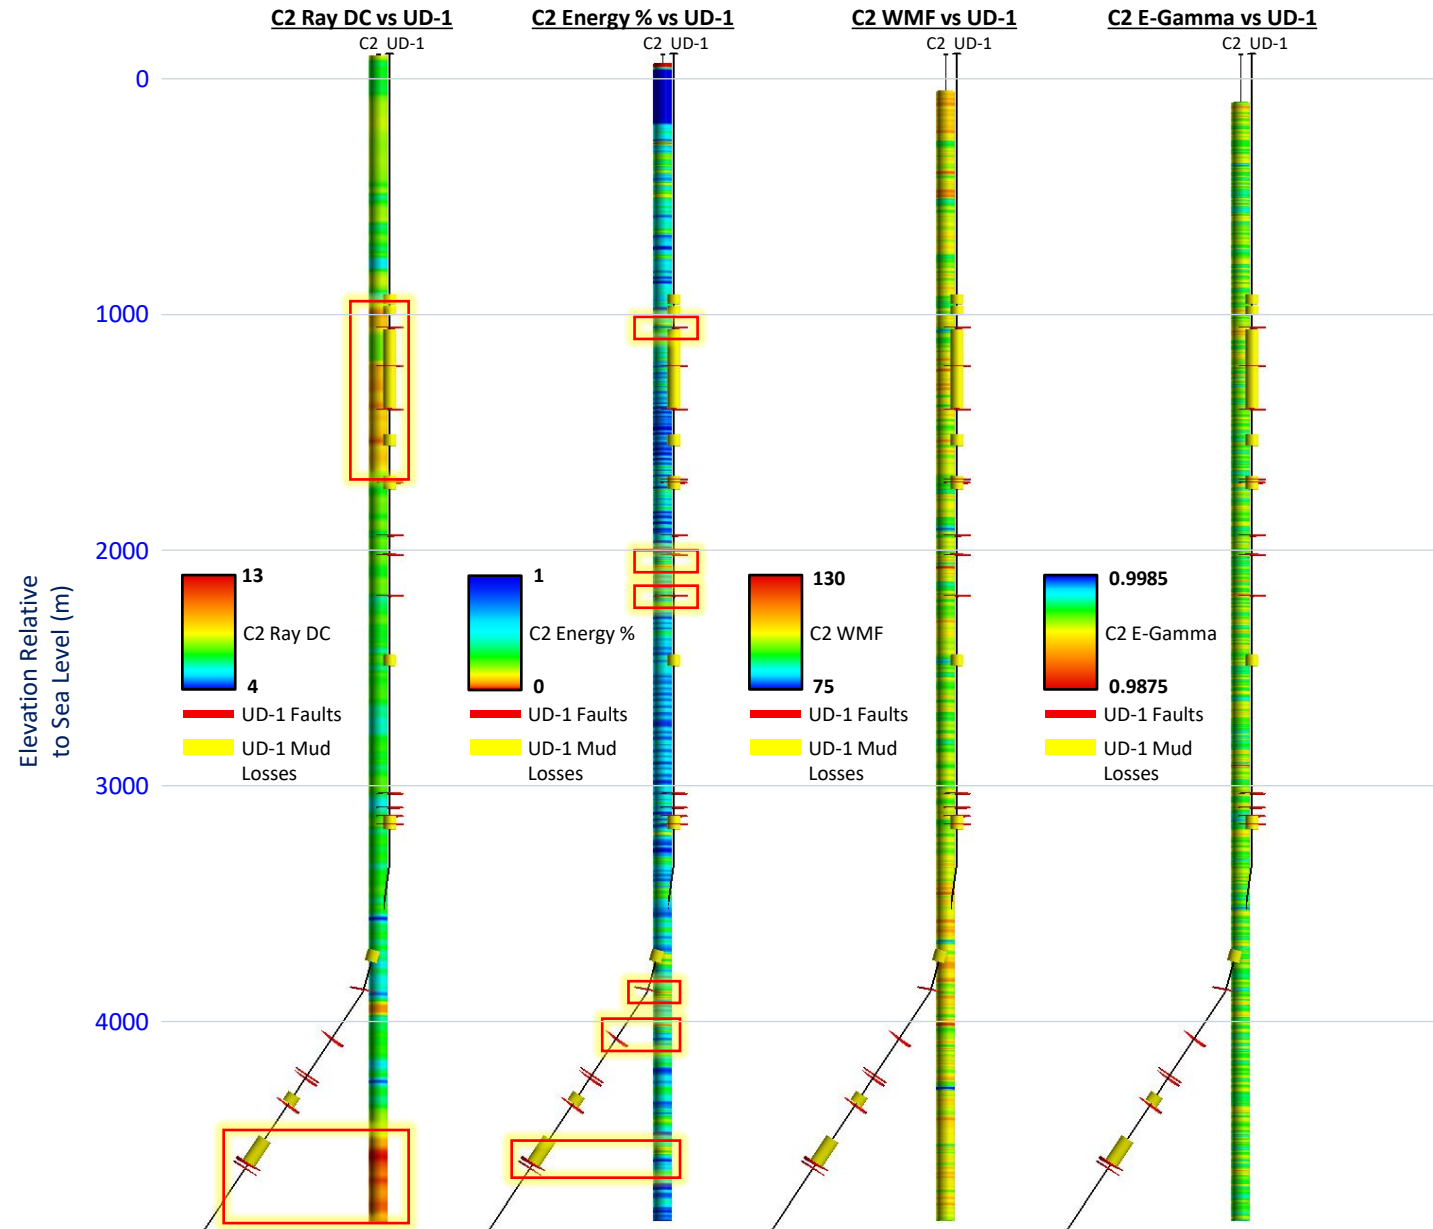 C2 Ray DC vs UD-1
C2 UD-1
C2 Energy % vs UD-1
C2 UD-1
C2 WMF vs UD-1
C2 UD-1
C2 E-Gamma vs UD-1
C2 UD-1
0
1000
2000
3000
4000
Elevation Relative
to Sea Level (m)
13
C2 Ray DC
4
UD-1 Faults
UD-1 Mud
Losses
1
C2 Energy %
0
UD-1 Faults
UD-1 Mud
Losses
130
C2 WMF
75
UD-1 Faults
UD-1 Mud
Losses
0.9985
C2 E-Gamma
0.9875
UD-1 Faults
UD-1 Mud
Losses